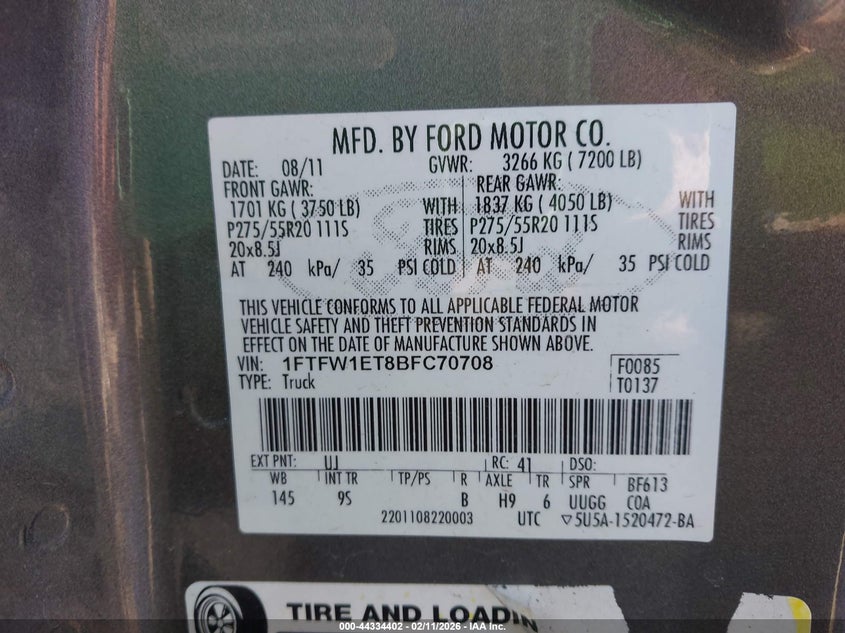 MFD. BY FORD MOTOR CO.
DATE: 08/11 GVWR: 3266 KG ( 7200 LB)
FRONT GAWR: REAR GAWR:
1701 KG ( 3750 LB) WITH 1837 KG ( 4050 LB) WITH
P275/55R20 111S TIRES P275/55R20 111S TIRES
20x8.5J RIMS 20x8.5J RIMS
AT 240 kPa/ 35 PSI COLD AT 240 kPa/ 35 PSI COLD
THIS VEHICLE CONFORMS TO ALL APPLICABLE FEDERAL MOTOR
VEHICLE SAFETY AND THEFT PREVENTION STANDARDS IN
EFFECT ON THE DATE OF MANUFACTURE SHOWN ABOVE.
VIN: 1FTFW1ET8BFC70708 F0085
TYPE: Truck T0137
EXT PNT: UJ RC: 41 DSO:
WB INT TR TP/PS R AXLE TR SPR BF613
145 9S B H9 6 UUGG COA
2201108220003 UTC ▽5U5A-1520472-BA
TIRE AND LOADIN
000-44334402 - 02/11/2026 - IAA Inc.